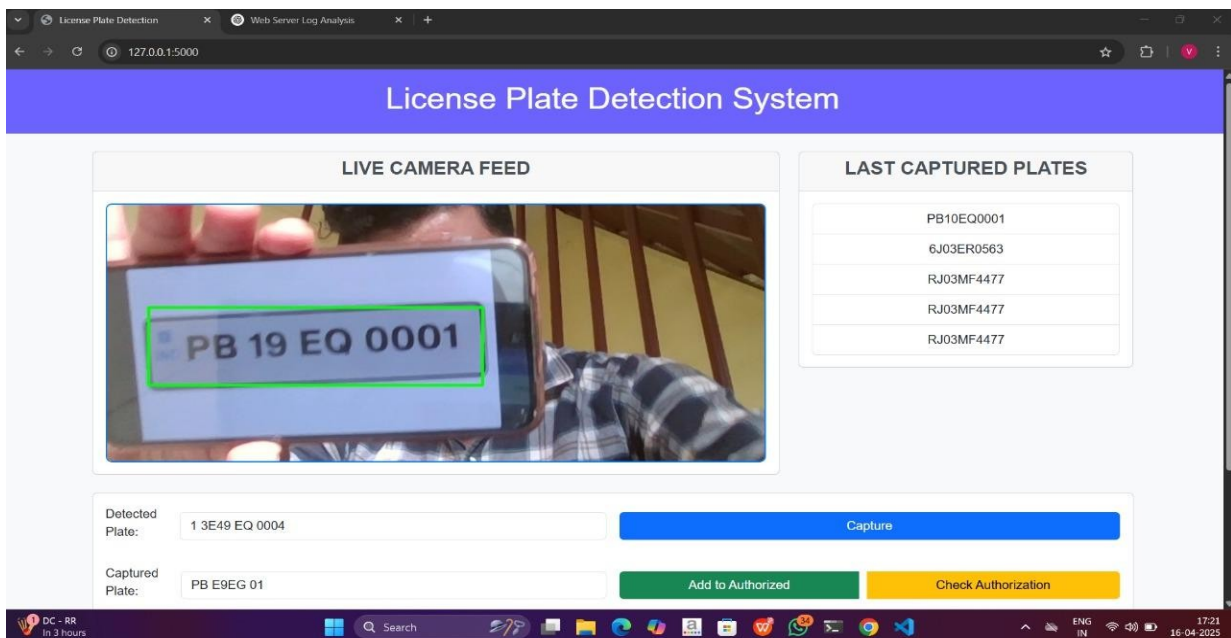 License Plate Detection
Web Server Log Analysis
127.0.0.1:5000
V
License Plate Detection System
LIVE CAMERA FEED
PB 19 EQ 0001
LAST CAPTURED PLATES
PB10EQ0001
6J03ER0563
RJ03MF4477
RJ03MF4477
RJ03MF4477
Detected Plate:
1 3E49 EQ 0004
Capture
Captured Plate:
PB E9EG 01
Add to Authorized
Check Authorization
1
DC - RR
In 3 hours
Search
ENG
IN
17:21
16-04-2025